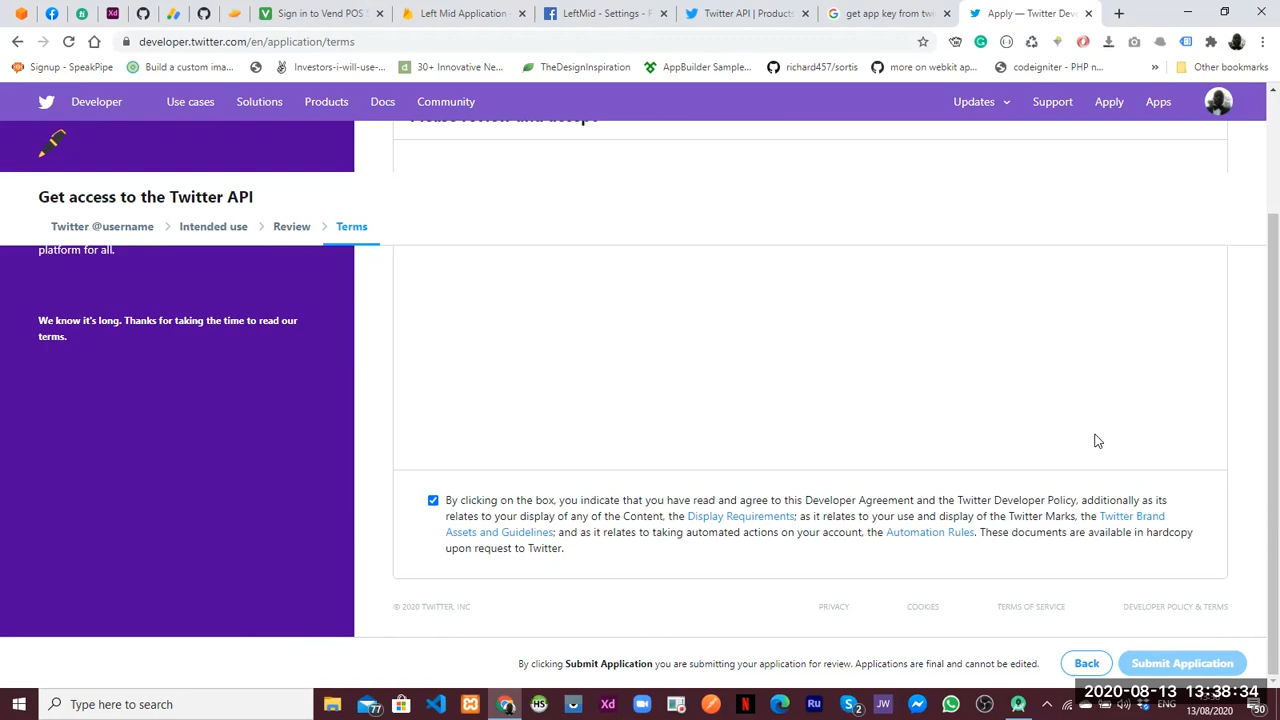 Sign in to Vend POS S
Left Mid Application -
LeftMid - Settings - F
Twitter API | Products
get app key from tw
Apply — Twitter Dev
developer.twitter.com/en/application/terms
Signup - SpeakPipe
Build a custom ima...
Investors-i-will-use-...
30+ Innovative Ne...
TheDesignInspiration
AppBuilder Sample...
richard457/sortis
more on webkit ap...
codeigniter - PHP n...
»
Other bookmarks
Developer
Use cases
Solutions
Products
Docs
Community
Updates
Support
Apply
Apps
Please review and accept
Get access to the Twitter API
Twitter @username
Intended use
Review
Terms
platform for all.
We know it's long. Thanks for taking the time to read our
terms.
By clicking on the box, you indicate that you have read and agree to this Developer Agreement and the Twitter Developer Policy, additionally as its
relates to your display of any of the Content, the Display Requirements; as it relates to your use and display of the Twitter Marks, the Twitter Brand
Assets and Guidelines; and as it relates to taking automated actions on your account, the Automation Rules. These documents are available in hardcopy
upon request to Twitter.
© 2020 TWITTER, INC
PRIVACY
COOKIES
TERMS OF SERVICE
DEVELOPER POLICY & TERMS
By clicking Submit Application you are submitting your application for review. Applications are final and cannot be edited.
Back
Submit Application
2020-08-13 13:38:34
Type here to search
77
ENG
13/08/2020
50